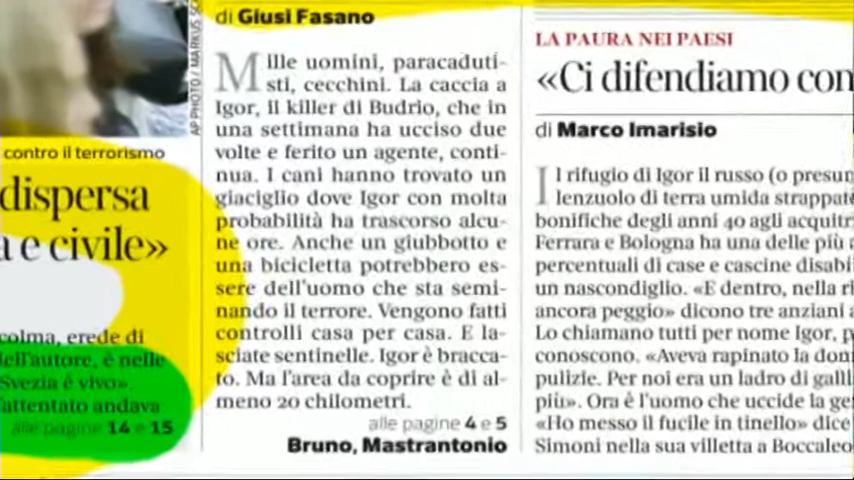 AP PHOTO / MARKUS
contro il terrorismo
dispersa
e civile»
colma, erede di
dell'autore, è nelle
Svezia è vivo».
attentato andava
alle pagine 14 e 15
di Giusi Fasano
Mille uomini, paracaduti-
sti, cecchini. La caccia a
Igor, il killer di Budrio, che in
una settimana ha ucciso due
volte e ferito un agente, conti-
nua. I cani hanno trovato un
giaciglio dove Igor con molta
probabilità ha trascorso alcu-
ne ore. Anche un giubbotto e
una bicicletta potrebbero es-
sere dell'uomo che sta semi-
nando il terrore. Vengono fatti
controlli casa per casa. E la-
sciate sentinelle. Igor è bracca-
to. Ma l'area da coprire è di al-
meno 20 chilometri.
alle pagine 4 e 5
Bruno, Mastrantonio
LA PAURA NEI PAESI
«Ci difendiamo con
di Marco Imarisio
Il rifugio di Igor il russo (o presun
lenzuolo di terra umida strappat
bonifiche degli anni 40 agli acquitri
Ferrara e Bologna ha una delle più a
percentuali di case e cascine disabi
un nascondiglio. «E dentro, nella ri
ancora peggio» dicono tre anziani a
Lo chiamano tutti per nome Igor, p
conoscono. «Aveva rapinato la don
pulizie. Per noi era un ladro di galli
più». Ora è l'uomo che uccide la ge
«Ho messo il fucile in tinello» dice
Simoni nella sua villetta a Boccaleo